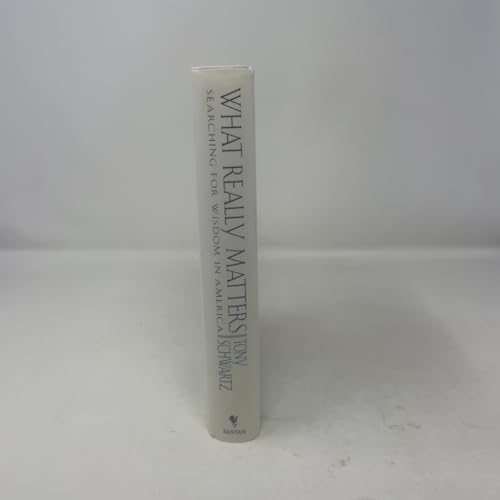 WHAT REALLY MATTERS
SEARCHING FOR WISDOM IN AMERICA
TONY
SCHWARTZ
BANTAM